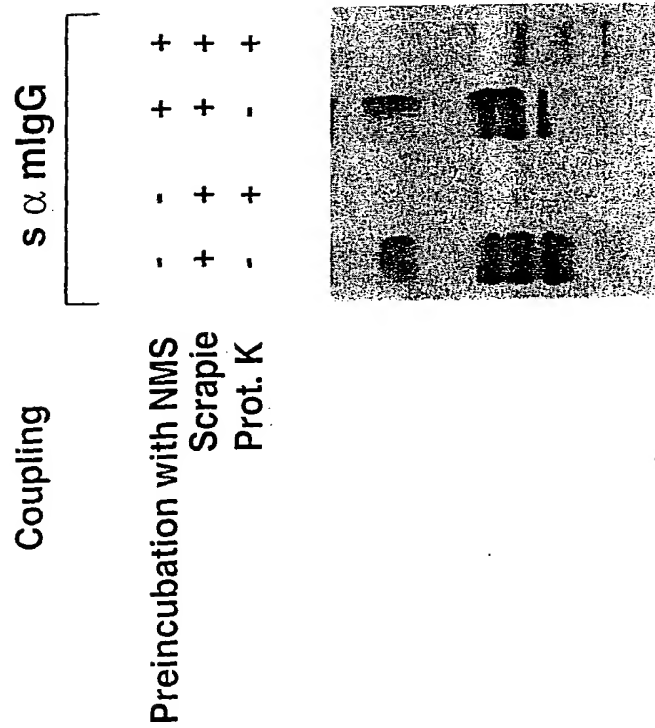 Coupling s α mIgG
Preincubation with NMS - - + +
Scrapie + + + +
Prot. K - + - +